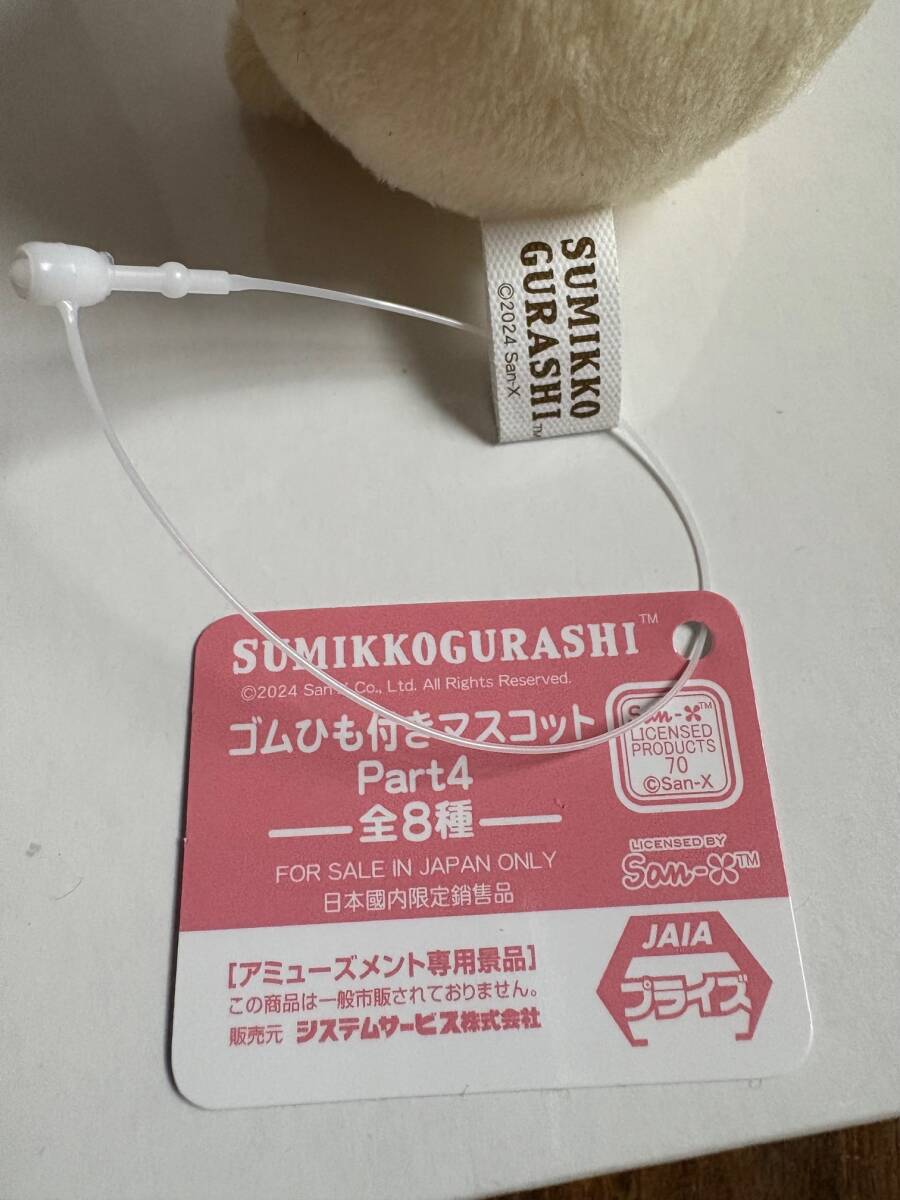 SUMIKKO
GURASHI™
©2024 San-X
SUMIKKOGURASHI™
©2024 San-X Co., Ltd. All Rights Reserved.
ゴムひも付きマスコット
Part4
全8種
FOR SALE IN JAPAN ONLY
日本國内限定銷售品
San-X™
LICENSED
PRODUCTS
70
©San-X
LICENSED BY
San-X™
[アミューズメント専用景品]
この商品は一般市販されておりません。
販売元 システムサービス株式会社
JAIA
プライズ